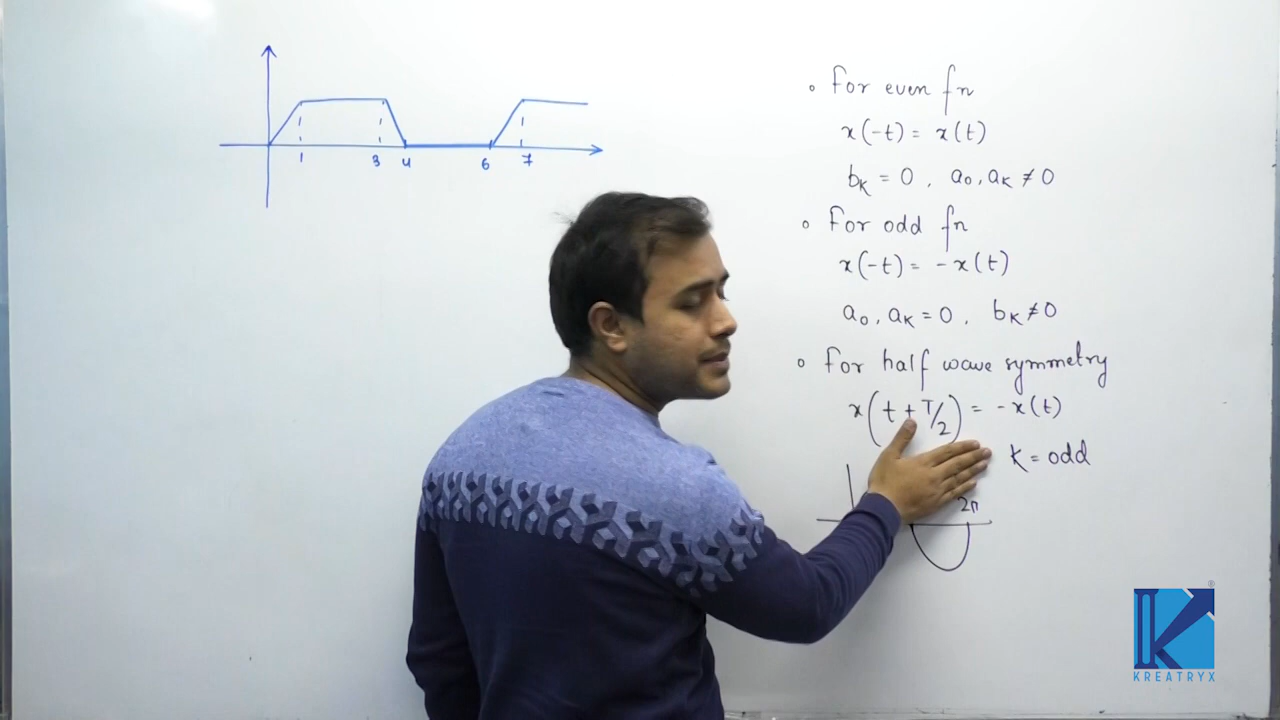 1 3 4 6 7
○ For even fn
x(-t) = x(t)
bK = 0 , a0, aK ≠ 0
○ For odd fn
x(-t) = -x(t)
a0, aK = 0 , bK ≠ 0
○ For half wave symmetry
x(t + T/2) = -x(t)
K = odd
2π
®
KREATRYX